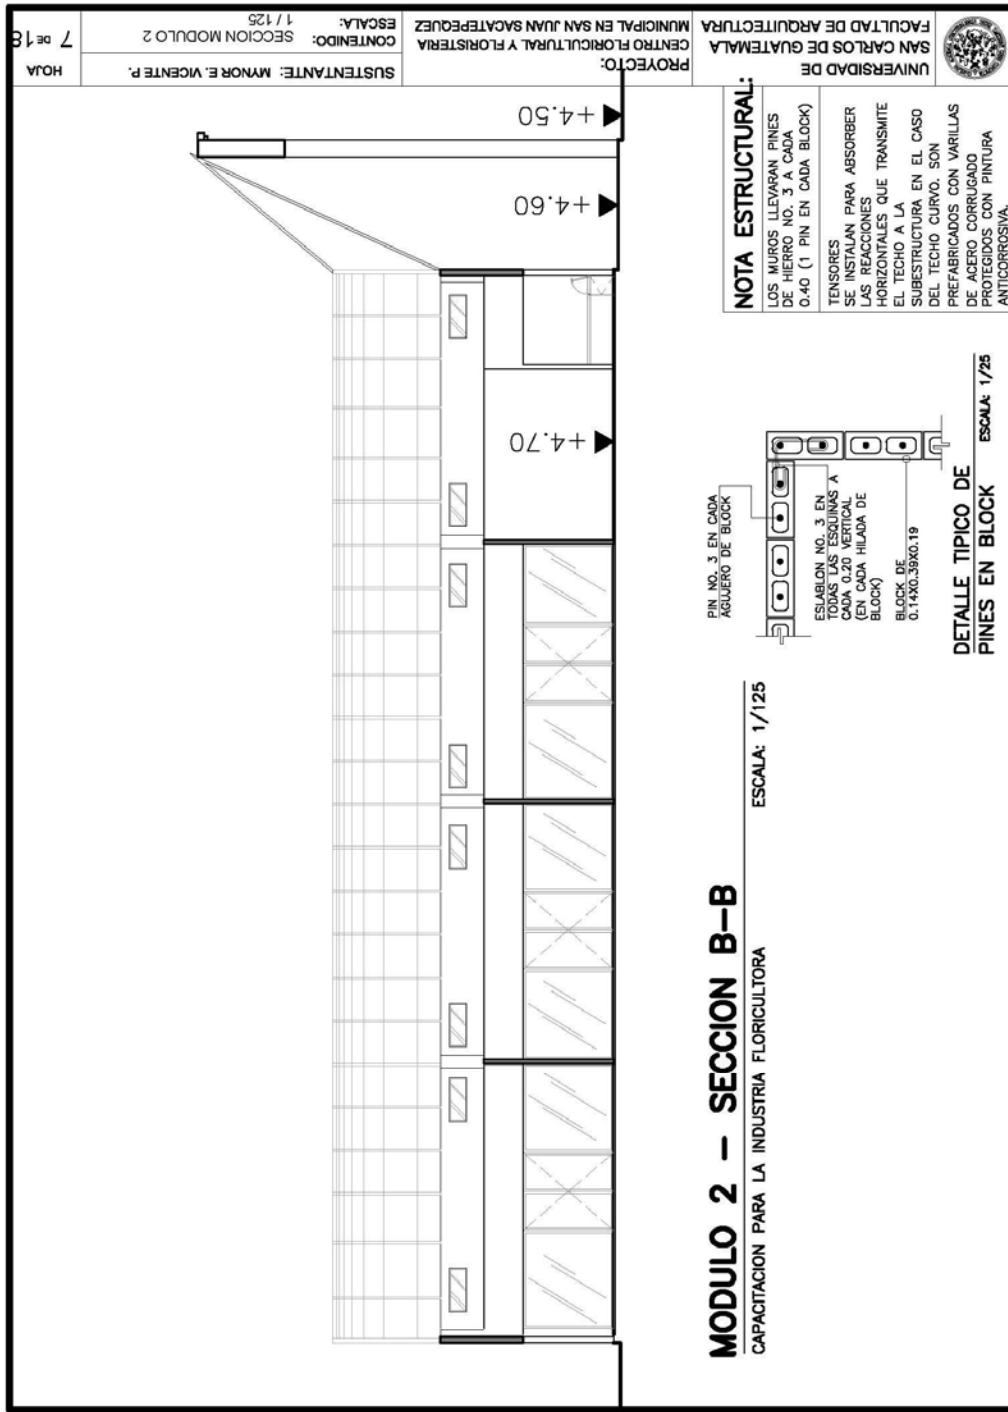 UNIVERSIDAD DE
SAN CARLOS DE GUATEMALA
FACULTAD DE ARQUITECTURA
PROYECTO:
CENTRO FLORICULTURAL Y FLORISTERIA
MUNICIPAL EN SAN JUAN SACATEPEQUEZ
SUSTENTANTE: MYNOR E. VICENTE P.
CONTENIDO:
SECCION MODULO 2
ESCALA:
1 / 125
HOJA
7 DE 18
+4.50
+4.60
+4.70
NOTA ESTRUCTURAL:
LOS MUROS LLEVARAN PINES
DE HIERRO NO. 3 A CADA
0.40 (1 PIN EN CADA BLOCK)
TENSORES
SE INSTALAN PARA ABSORBER
LAS REACCIONES
HORIZONTALES QUE TRANSMITE
EL TECHO A LA
SUBESTRUCTURA EN EL CASO
DEL TECHO CURVO. SON
PREFABRICADOS CON VARILLAS
DE ACERO CORRUGADO
PROTEGIDOS CON PINTURA
ANTICORROSIVA.
PIN NO. 3 EN CADA
AGUJERO DE BLOCK
ESLABLON NO. 3 EN
TODAS LAS ESQUINAS A
CADA 0.20 VERTICAL
(EN CADA HILADA DE
BLOCK)
BLOCK DE
0.14X0.39X0.19
DETALLE TIPICO DE
PINES EN BLOCK ESCALA: 1/25
MODULO 2 – SECCION B–B
CAPACITACION PARA LA INDUSTRIA FLORICULTORA ESCALA: 1/125